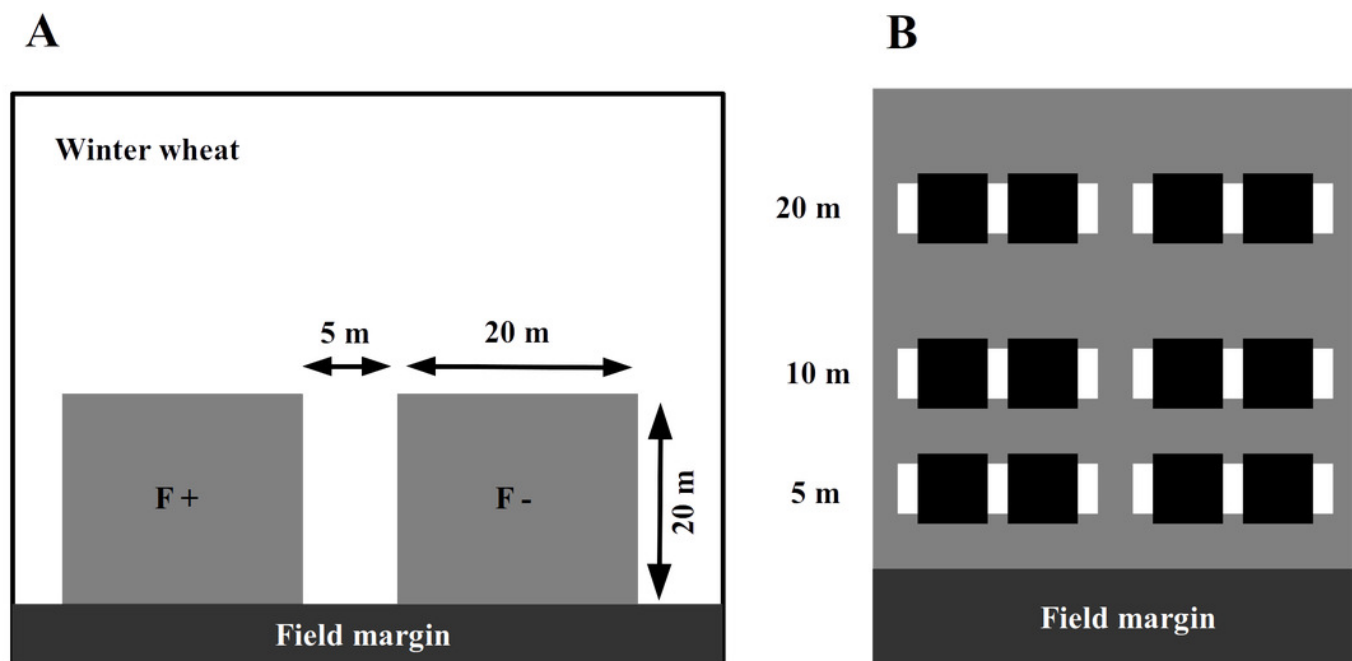 A
Winter wheat
5 m
20 m
20 m
F +
F -
Field margin
B
20 m
10 m
5 m
Field margin